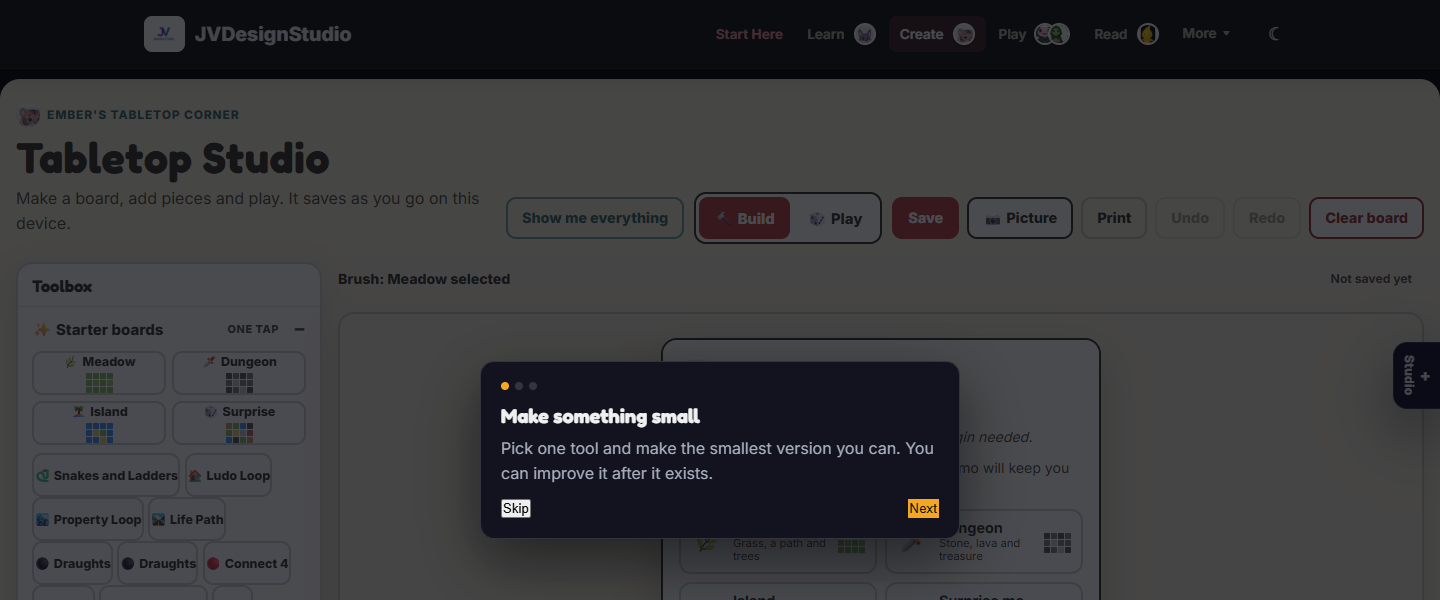 JVDesignStudio
Start Here
Learn
Create
Play
Read
More
EMBER'S TABLETOP CORNER
Tabletop Studio
Make a board, add pieces and play. It saves as you go on this
device.
Show me everything
Build
Play
Save
Picture
Print
Undo
Redo
Clear board
Toolbox
Starter boards
ONE TAP
Meadow
Dungeon
Island
Surprise
Snakes and Ladders
Ludo Loop
Property Loop
Life Path
Draughts
Draughts
Connect 4
Brush: Meadow selected
Not saved yet
Make something small
Pick one tool and make the smallest version you can. You
can improve it after it exists.
Skip
Next
needed.
mo will keep you
Grass, a path and
trees
Stone, lava and
treasure
Island
Surprise me
+ Studio